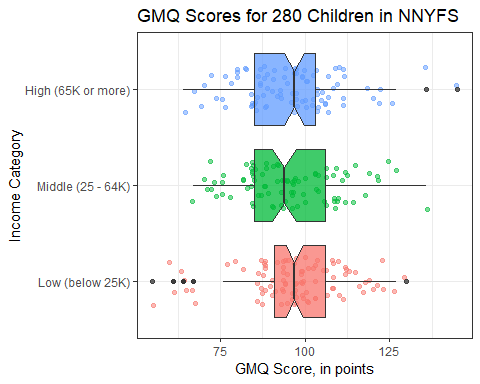 GMQ Scores for 280 Children in NNYFS
Income Category
High (65K or more)
Middle (25 - 64K)
Low (below 25K)
75
100
125
GMQ Score, in points